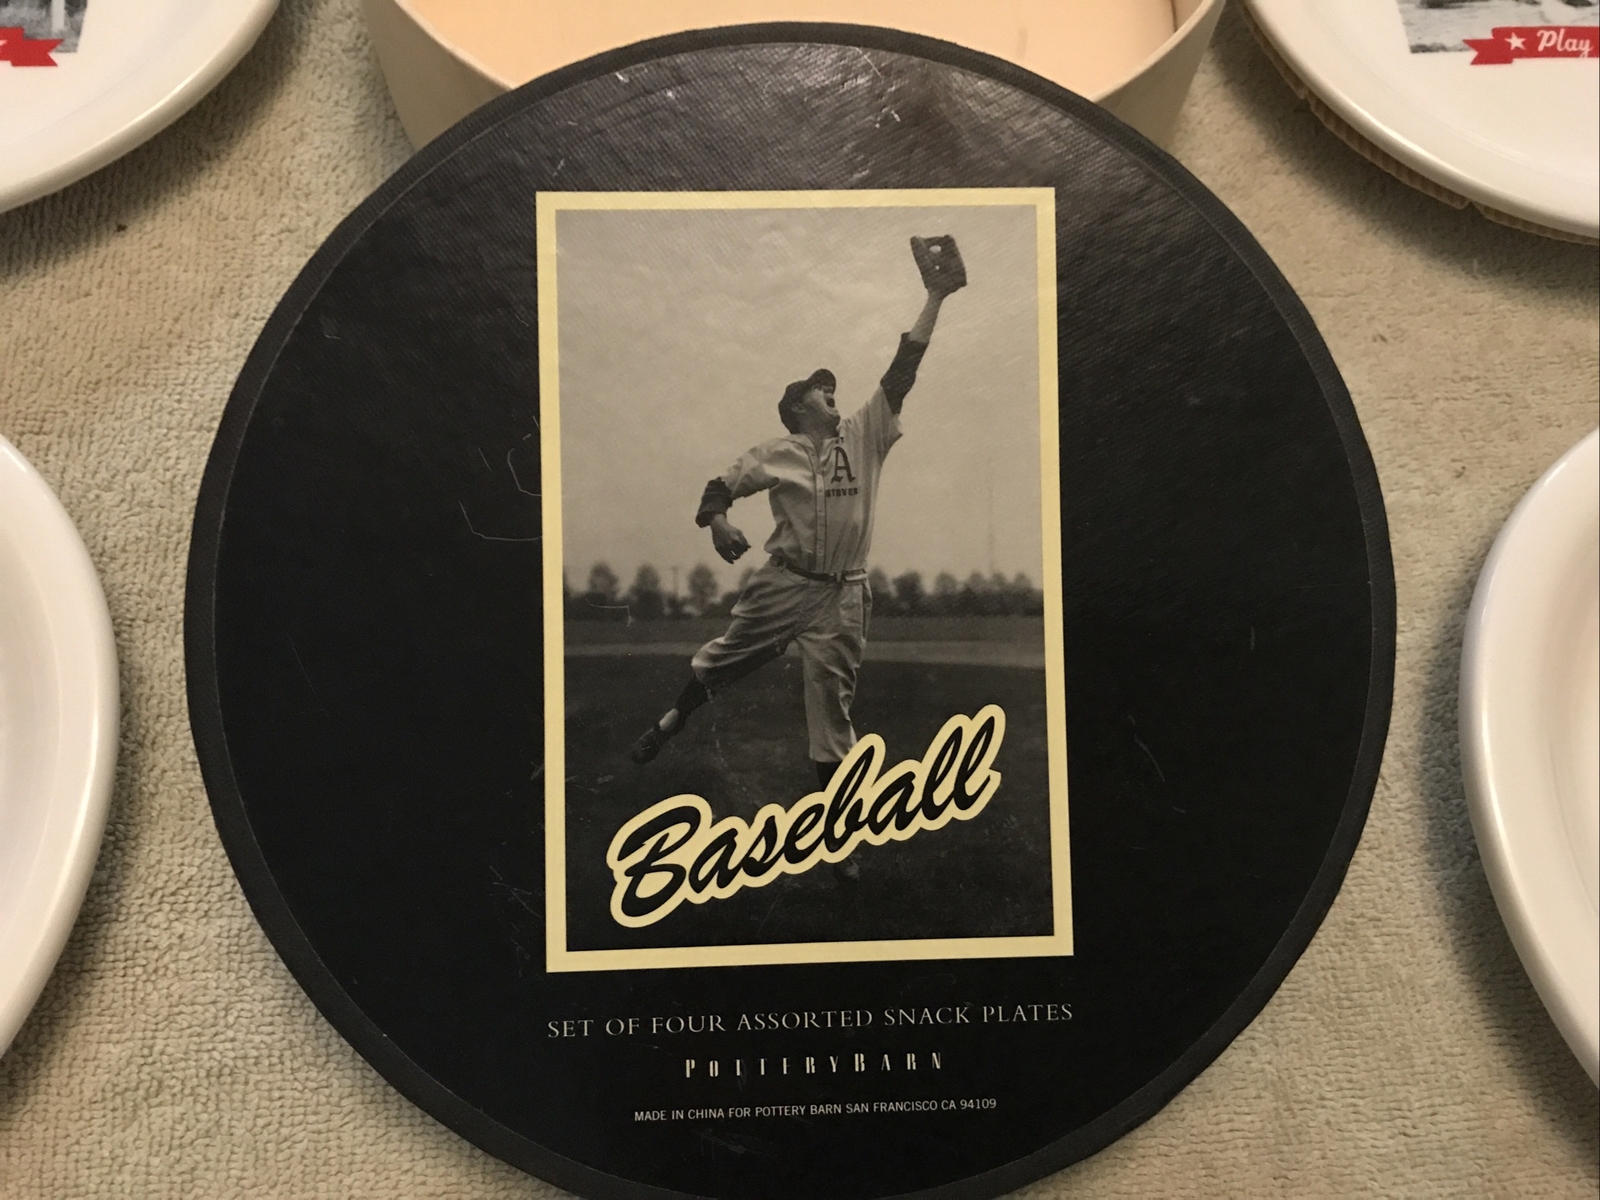 ★ Play
A
Baseball
SET OF FOUR ASSORTED SNACK PLATES
POTTERYBARN
MADE IN CHINA FOR POTTERY BARN SAN FRANCISCO CA 94109